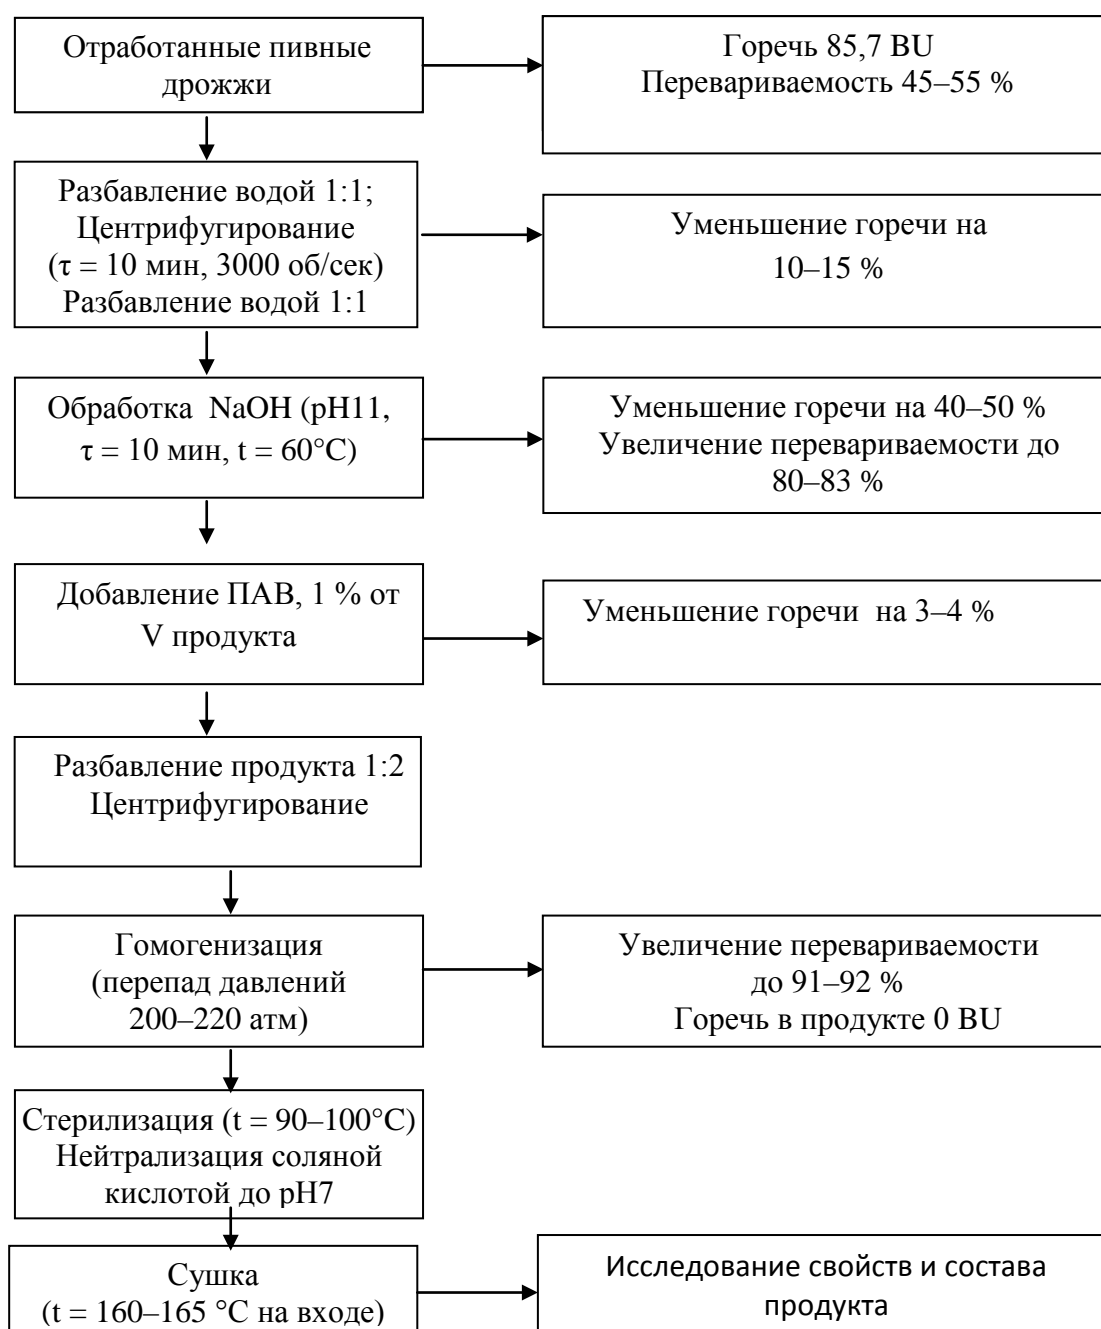 Отработанные пивные
дрожжи
Горечь 85,7 BU
Перевариваемость 45–55 %
Разбавление водой 1:1;
Центрифугирование
(τ = 10 мин, 3000 об/сек)
Разбавление водой 1:1
Уменьшение горечи на
10–15 %
Обработка NaOH (pH11,
τ = 10 мин, t = 60°C)
Уменьшение горечи на 40–50 %
Увеличение перевариваемости до
80–83 %
Добавление ПАВ, 1 % от
V продукта
Уменьшение горечи на 3–4 %
Разбавление продукта 1:2
Центрифугирование
Гомогенизация
(перепад давлений
200–220 атм)
Увеличение перевариваемости
до 91–92 %
Горечь в продукте 0 BU
Стерилизация (t = 90–100°C)
Нейтрализация соляной
кислотой до pH7
Сушка
(t = 160–165 °C на входе)
Исследование свойств и состава
продукта